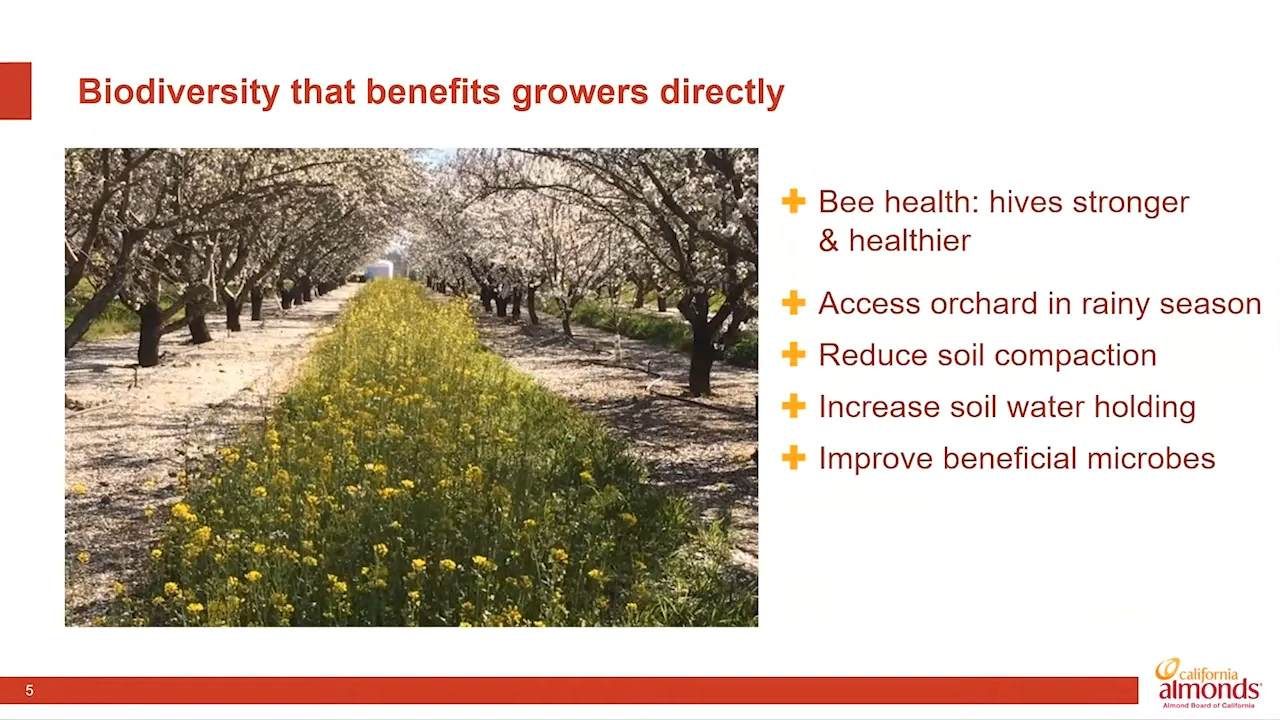 Biodiversity that benefits growers directly
Bee health: hives stronger
& healthier
Access orchard in rainy season
Reduce soil compaction
Increase soil water holding
Improve beneficial microbes
5
california
almonds
Almond Board of California